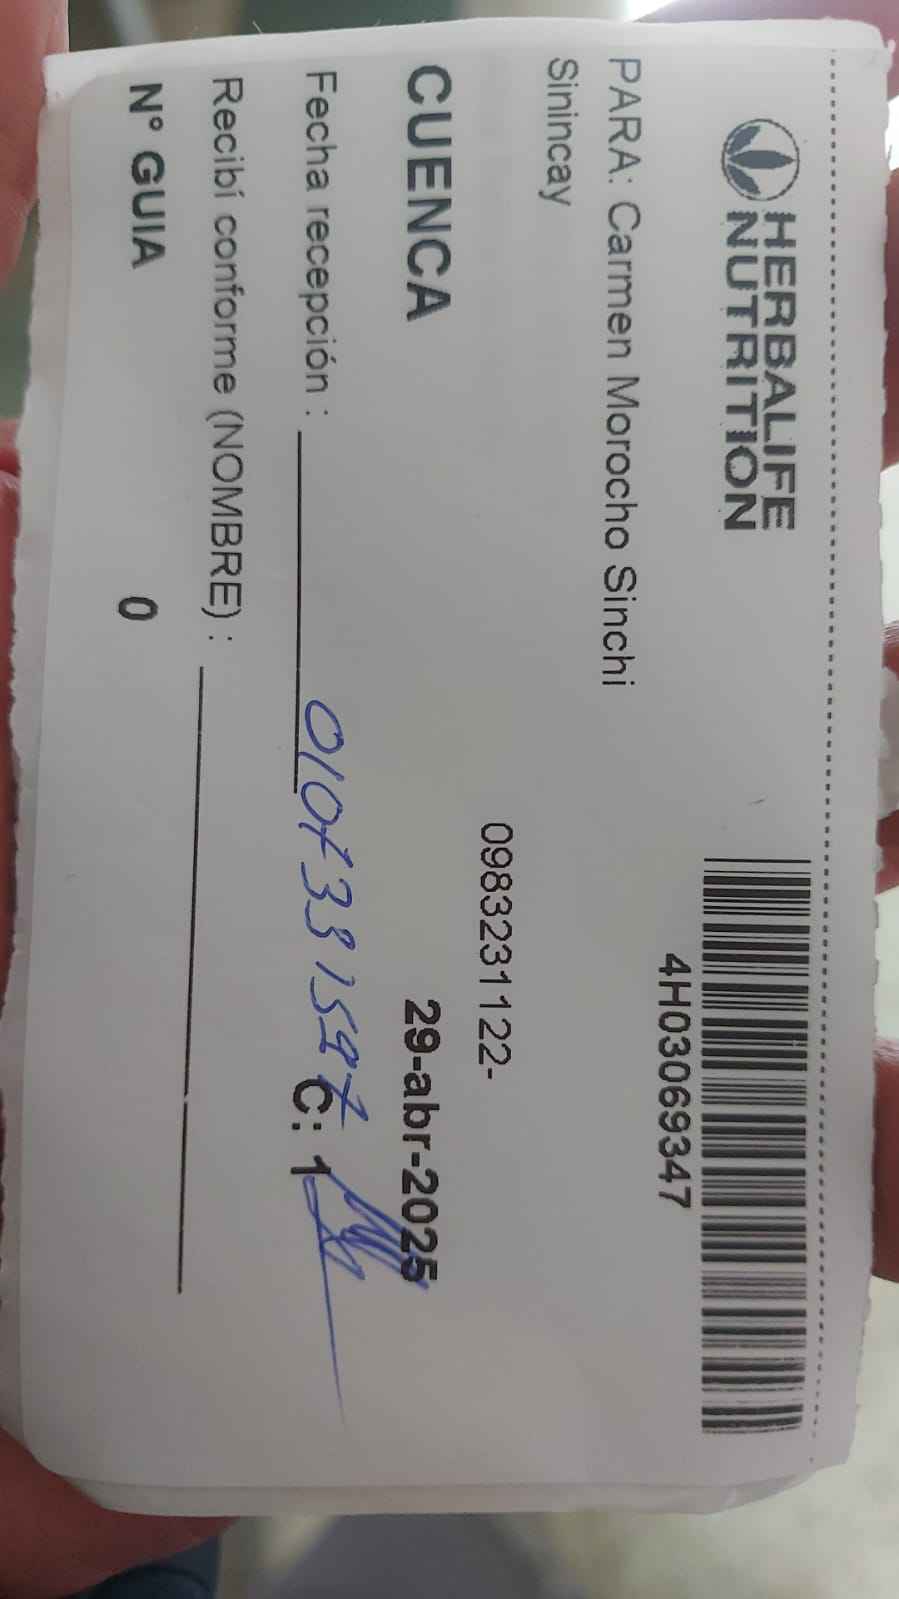 HERBALIFE
NUTRITION
4H03069347
PARA: Carmen Morocho Sinchi
Sinincay
0983231122-
CUENCA 29-abr-2025
Fecha recepción : C: 1
Recibí conforme (NOMBRE) :
N° GUIA 0